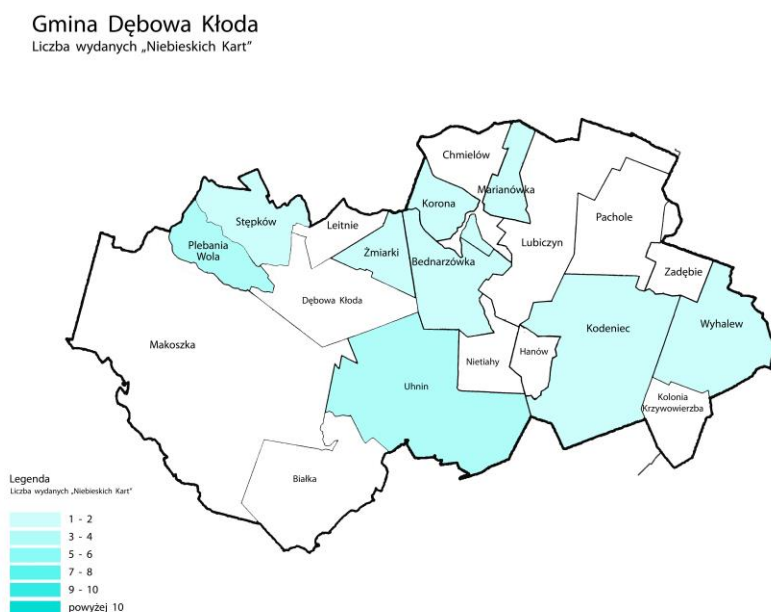 Gmina Dębowa Kłoda
Liczba wydanych „Niebieskich Kart”
Chmielów
Marianówka
Korona
Stępków
Leitnie
Pachole
Plebania
Wola
Żmiarki
Bednarzówka
Lubiczyn
Zadębie
Dębowa Kłoda
Makoszka
Kodeniec
Wyhalew
Nietiahy
Hanów
Uhnin
Kolonia
Krzywowierzba
Białka
Legenda
Liczba wydanych „Niebieskich Kart”
1 - 2
3 - 4
5 - 6
7 - 8
9 - 10
powyżej 10